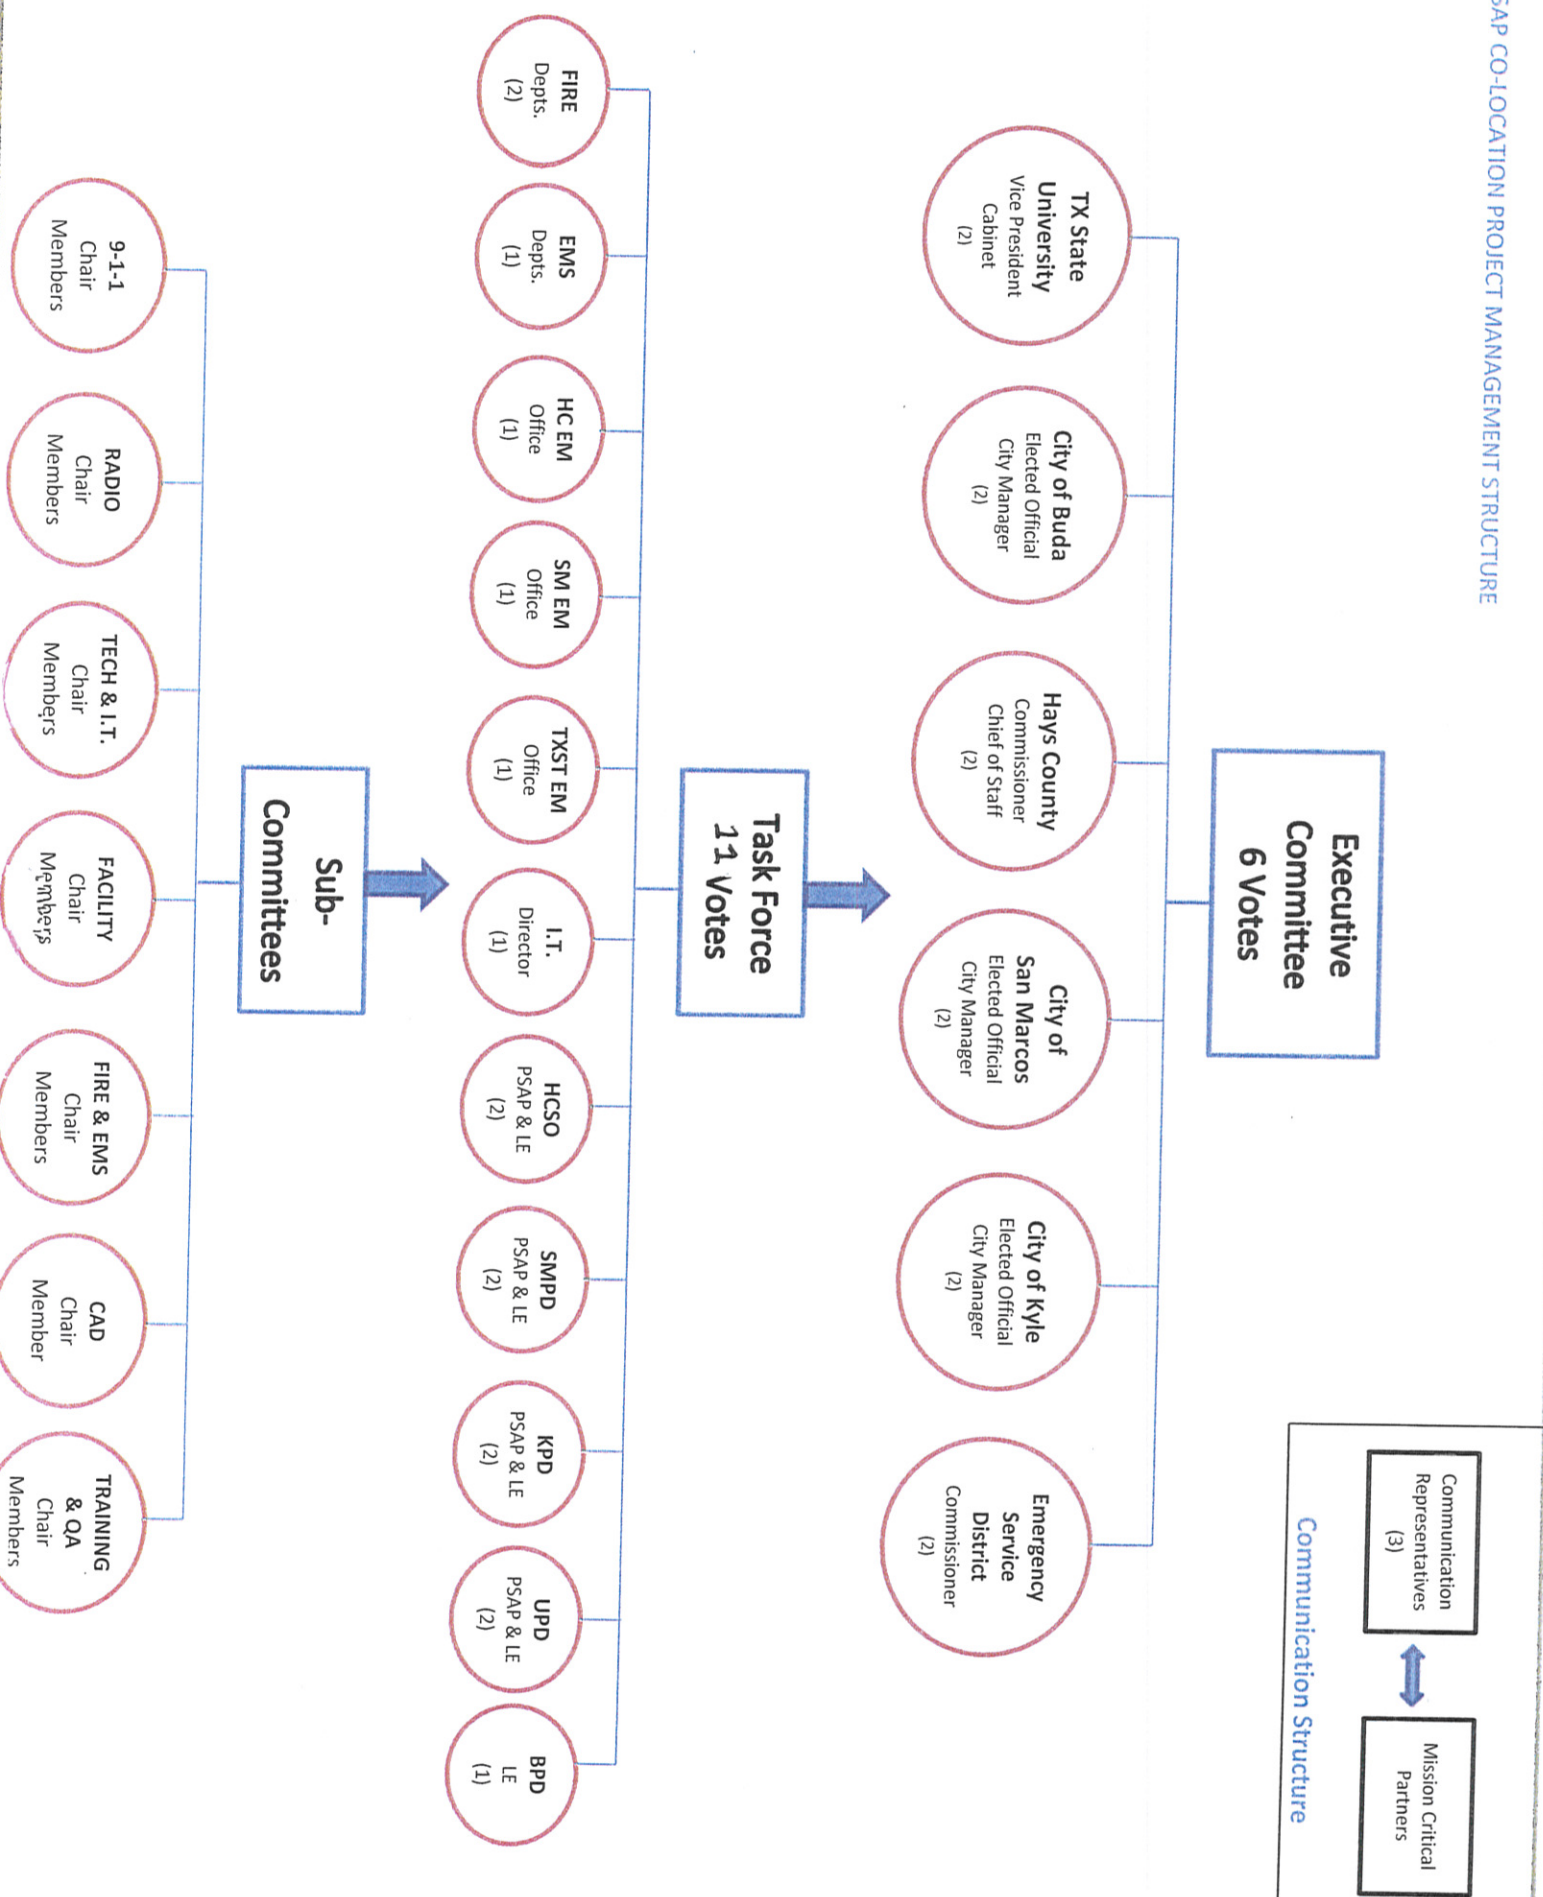 SAP CO-LOCATION PROJECT MANAGEMENT STRUCTURE
Communication
Representatives
(3)
Mission Critical
Partners
Communication Structure
Executive
Committee
6 Votes
TX State
University
Vice President
Cabinet
(2)
City of Buda
Elected Official
City Manager
(2)
Hays County
Commissioner
Chief of Staff
(2)
City of
San Marcos
Elected Official
City Manager
(2)
City of Kyle
Elected Official
City Manager
(2)
Emergency
Service
District
Commissioner
(2)
Task Force
11 Votes
FIRE
Depts.
(2)
EMS
Depts.
(1)
HC EM
Office
(1)
SM EM
Office
(1)
TXST EM
Office
(1)
I.T.
Director
(1)
HCSO
PSAP & LE
(2)
SMPD
PSAP & LE
(2)
KPD
PSAP & LE
(2)
UPD
PSAP & LE
(2)
BPD
LE
(1)
Sub-
Committees
9-1-1
Chair
Members
RADIO
Chair
Members
TECH & I.T.
Chair
Members
FACILITY
Chair
Members
FIRE & EMS
Chair
Members
CAD
Chair
Member
TRAINING
& QA
Chair
Members